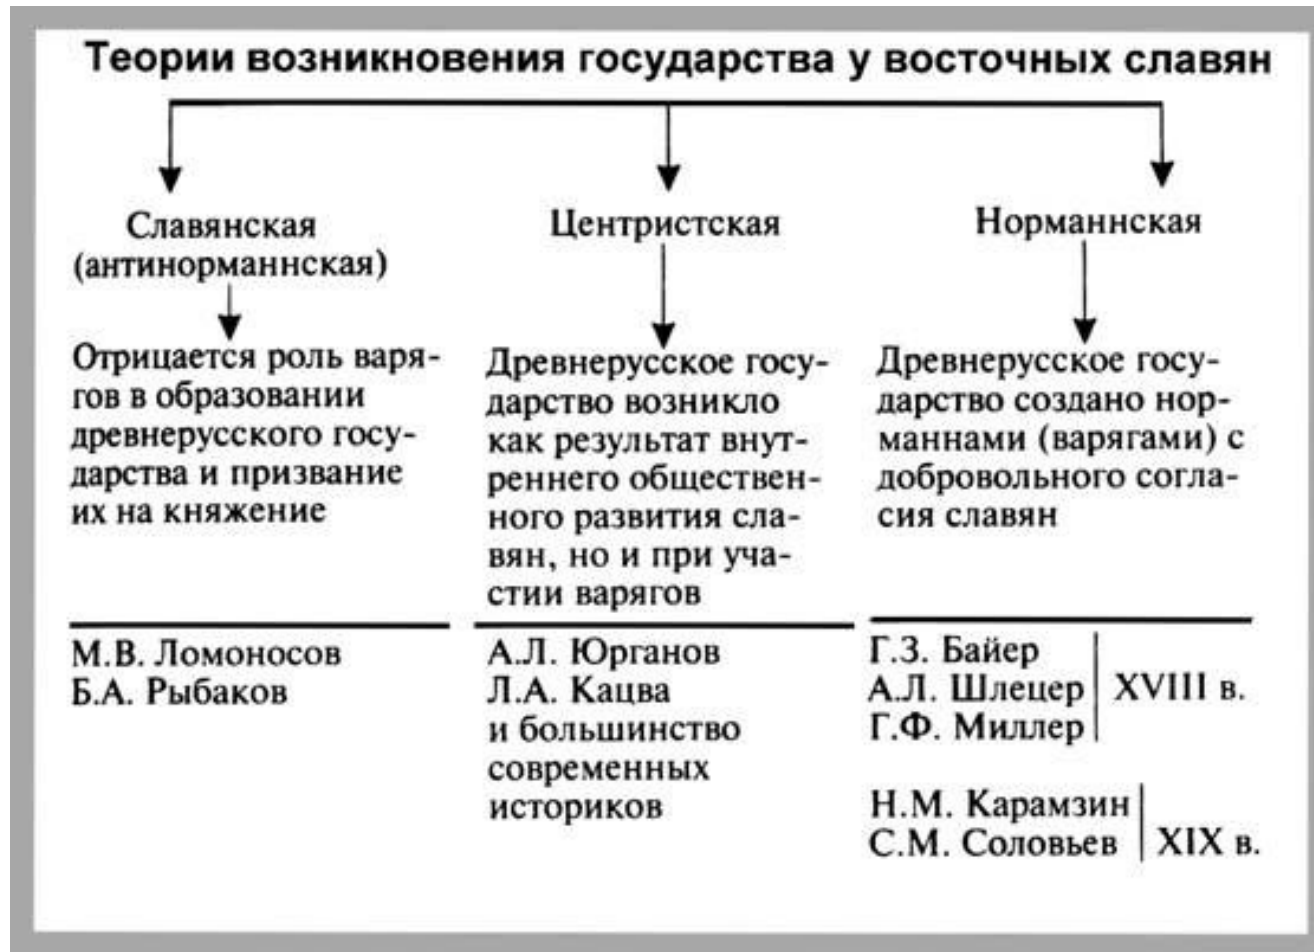 Теории возникновения государства у восточных славян
Славянская
(антинорманнская)
Отрицается роль варя-
гов в образовании
древнерусского госу-
дарства и призвание
их на княжение
М.В. Ломоносов
Б.А. Рыбаков
Центристская
Древнерусское госу-
дарство возникло
как результат внут-
реннего обществен-
ного развития сла-
вян, но и при уча-
стии варягов
А.Л. Юрганов
Л.А. Кацва
и большинство
современных
историков
Норманнская
Древнерусское госу-
дарство создано нор-
маннами (варягами) с
добровольного согла-
сия славян
Г.З. Байер
А.Л. Шлецер
Г.Ф. Миллер
XVIII в.
Н.М. Карамзин
С.М. Соловьев
XIX в.